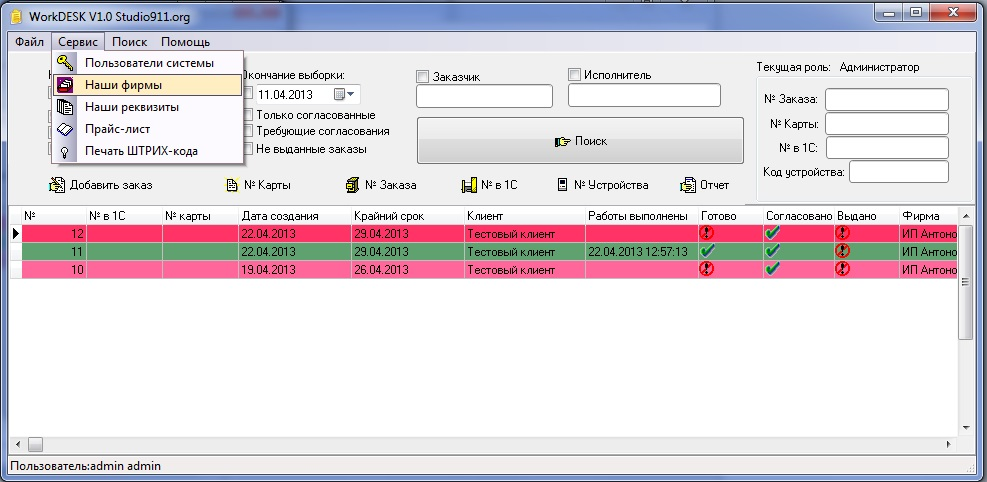 WorkDESK V1.0 Studio911.org
Файл Сервис Поиск Помощь
Пользователи системы
Наши фирмы
Наши реквизиты
Прайс-лист
Печать ШТРИХ-кода
Окончание выборки:
11.04.2013
Только согласованные
Требующие согласования
Не выданные заказы
Заказчик
Исполнитель
Поиск
Текущая роль: Администратор
№ Заказа:
№ Карты:
№ в 1С:
Код устройства:
Добавить заказ № Карты № Заказа № в 1С № Устройства Отчет
№ № в 1С № карты Дата создания Крайний срок Клиент Работы выполнены Готово Согласовано Выдано Фирма
12 22.04.2013 29.04.2013 Тестовый клиент ИП Антоно
11 22.04.2013 29.04.2013 Тестовый клиент 22.04.2013 12:57:13 ИП Антоно
10 19.04.2013 26.04.2013 Тестовый клиент ИП Антоно
Пользователь:admin admin